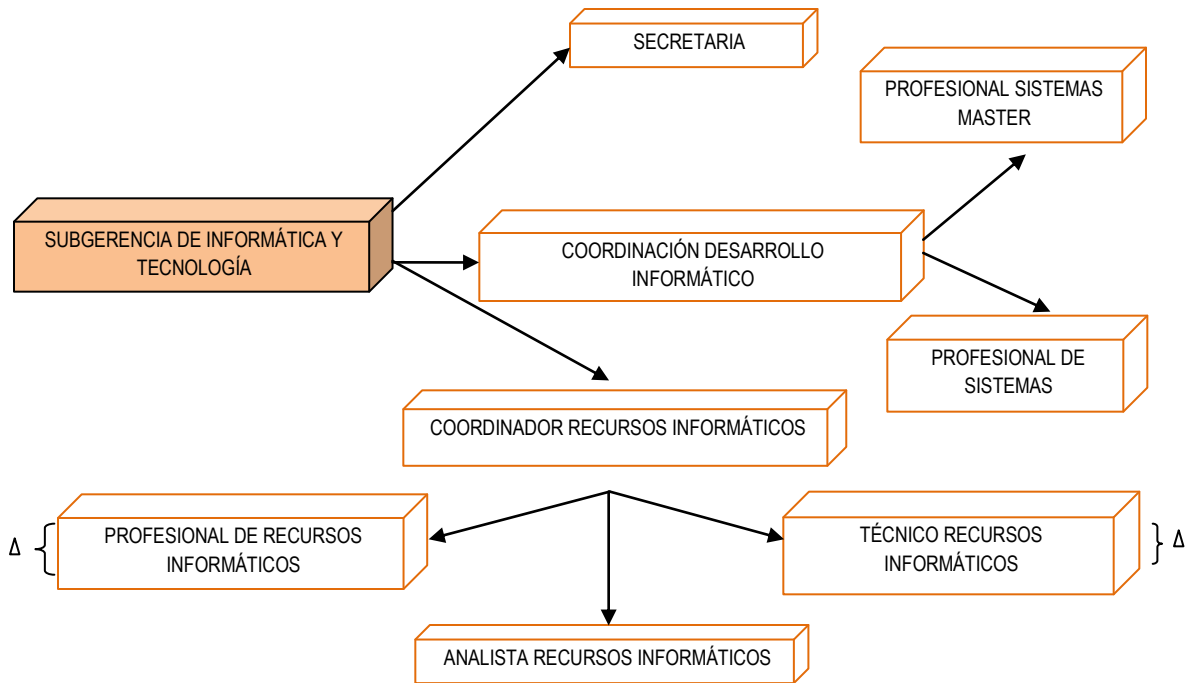 SECRETARIA
PROFESIONAL SISTEMAS
MASTER
SUBGERENCIA DE INFORMÁTICA Y
TECNOLOGÍA
COORDINACIÓN DESARROLLO
INFORMÁTICO
PROFESIONAL DE
SISTEMAS
COORDINADOR RECURSOS INFORMÁTICOS
Δ
PROFESIONAL DE RECURSOS
INFORMÁTICOS
TÉCNICO RECURSOS
INFORMÁTICOS
Δ
ANALISTA RECURSOS INFORMÁTICOS